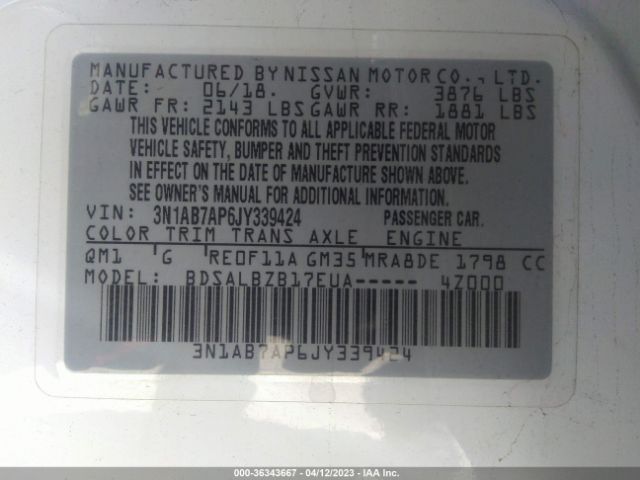 MANUFACTURED BY NISSAN MOTOR CO., LTD.
DATE: 06/18. GVWR: 3876 LBS
GAWR FR: 2143 LBS GAWR RR: 1881 LBS
THIS VEHICLE CONFORMS TO ALL APPLICABLE FEDERAL MOTOR
VEHICLE SAFETY, BUMPER AND THEFT PREVENTION STANDARDS
IN EFFECT ON THE DATE OF MANUFACTURE SHOWN ABOVE.
SEE OWNER'S MANUAL FOR ADDITIONAL INFORMATION.
VIN: 3N1AB7AP6JY339424 PASSENGER CAR.
COLOR TRIM TRANS AXLE ENGINE
QM1 G RE0F11A GM35 MRA8DE 1798 CC
MODEL: BDSALBZB17EUA----- 4Z000
3N1AB7AP6JY339424
000-36343667 - 04/12/2023 - IAA Inc.